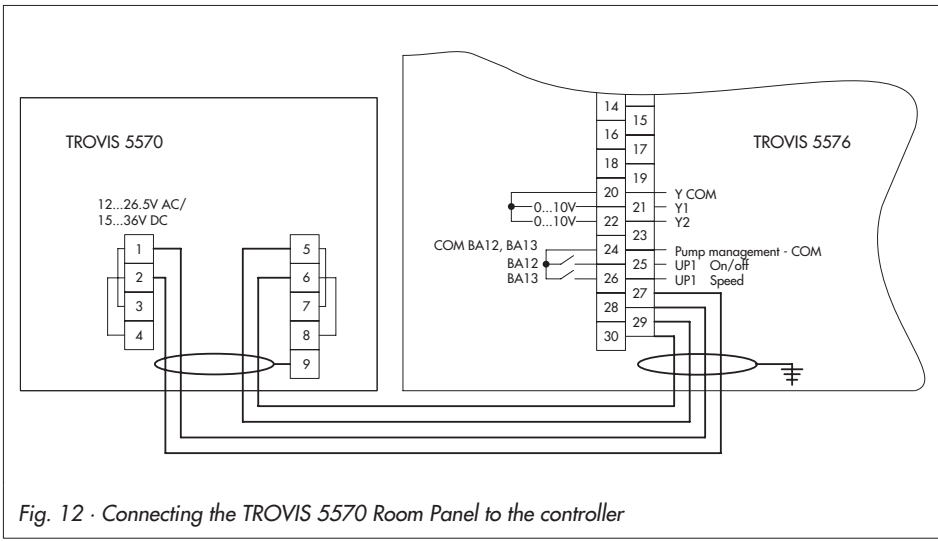 TROVIS 5570
12...26.5V AC/
15...36V DC
1
2
3
4
5
6
7
8
9
TROVIS 5576
14
15
16
17
18
19
20
Y COM
0...10V
21
Y1
0...10V
22
Y2
23
COM BA12, BA13
24
Pump management - COM
BA12
25
UP1 On/off
BA13
26
UP1 Speed
27
28
29
30
Fig. 12 · Connecting the TROVIS 5570 Room Panel to the controller